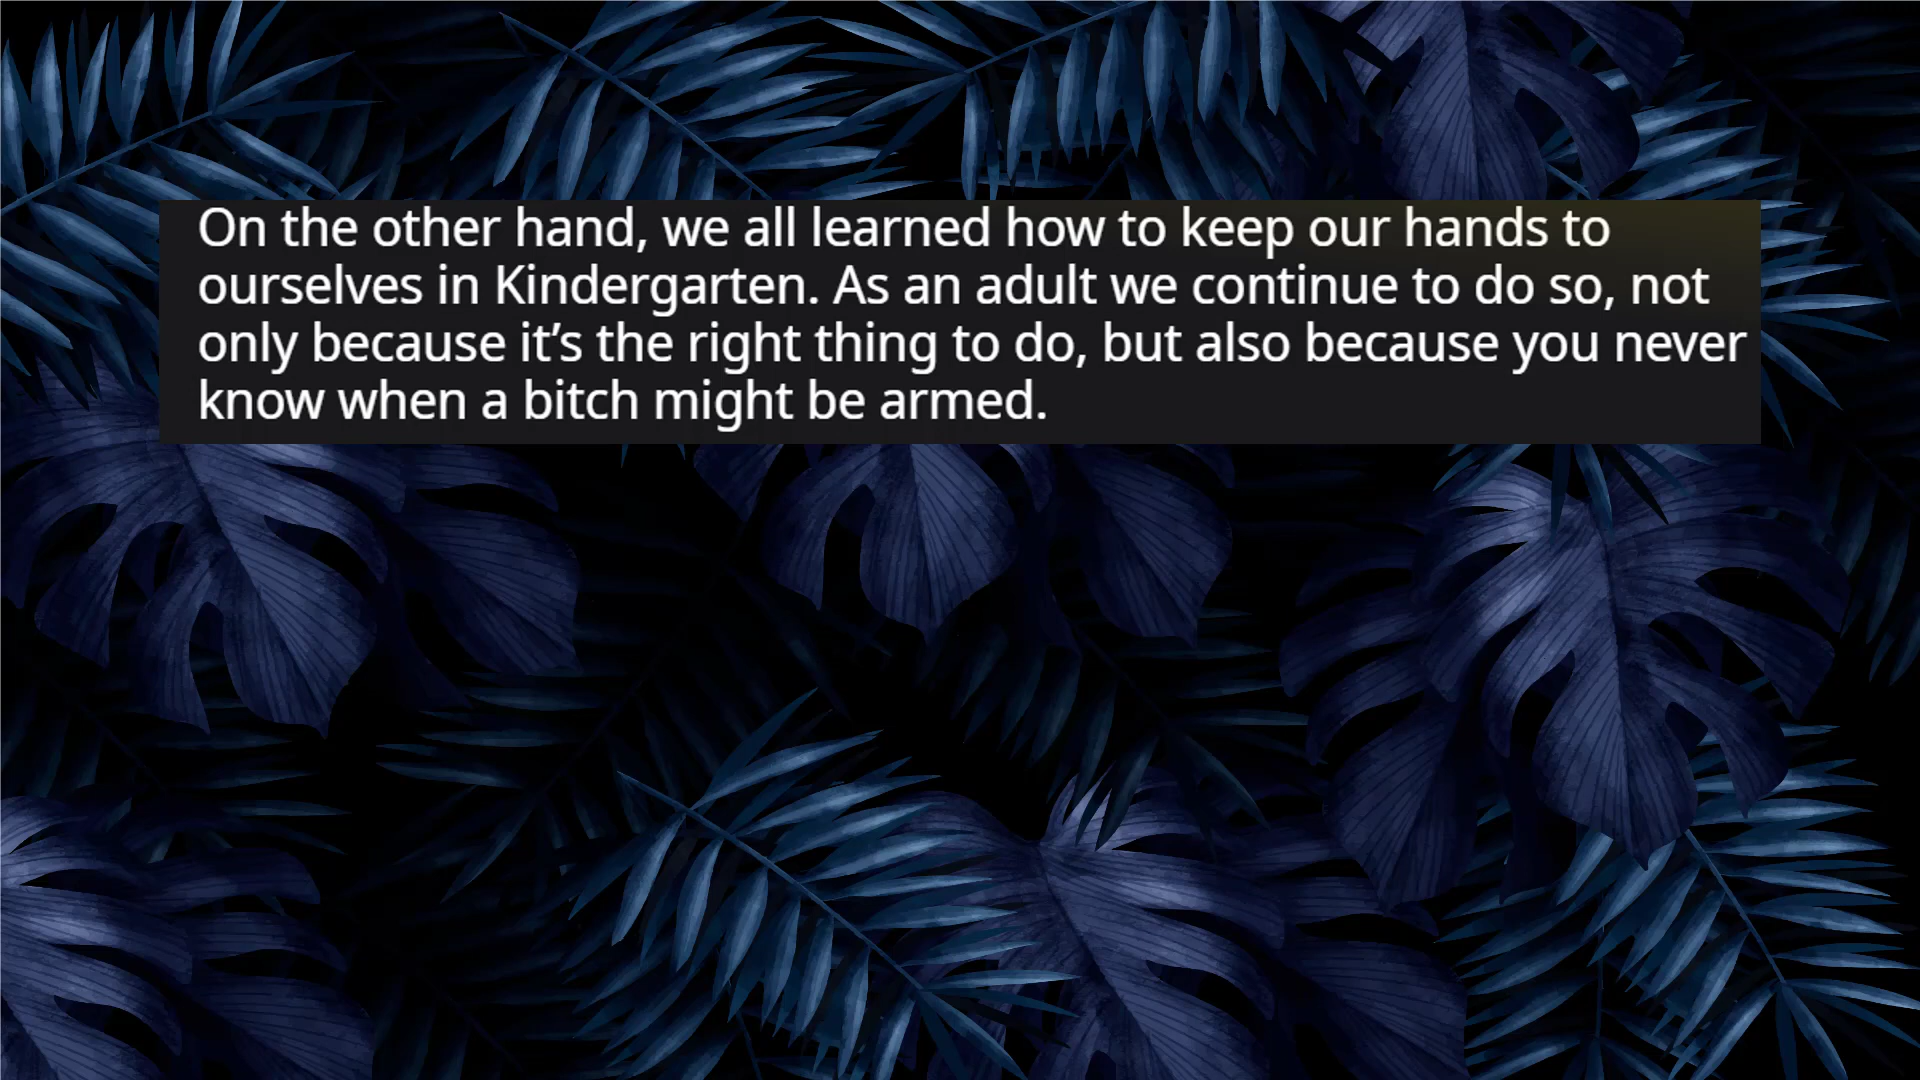 On the other hand, we all learned how to keep our hands to
ourselves in Kindergarten. As an adult we continue to do so, not
only because it’s the right thing to do, but also because you never
know when a bitch might be armed.